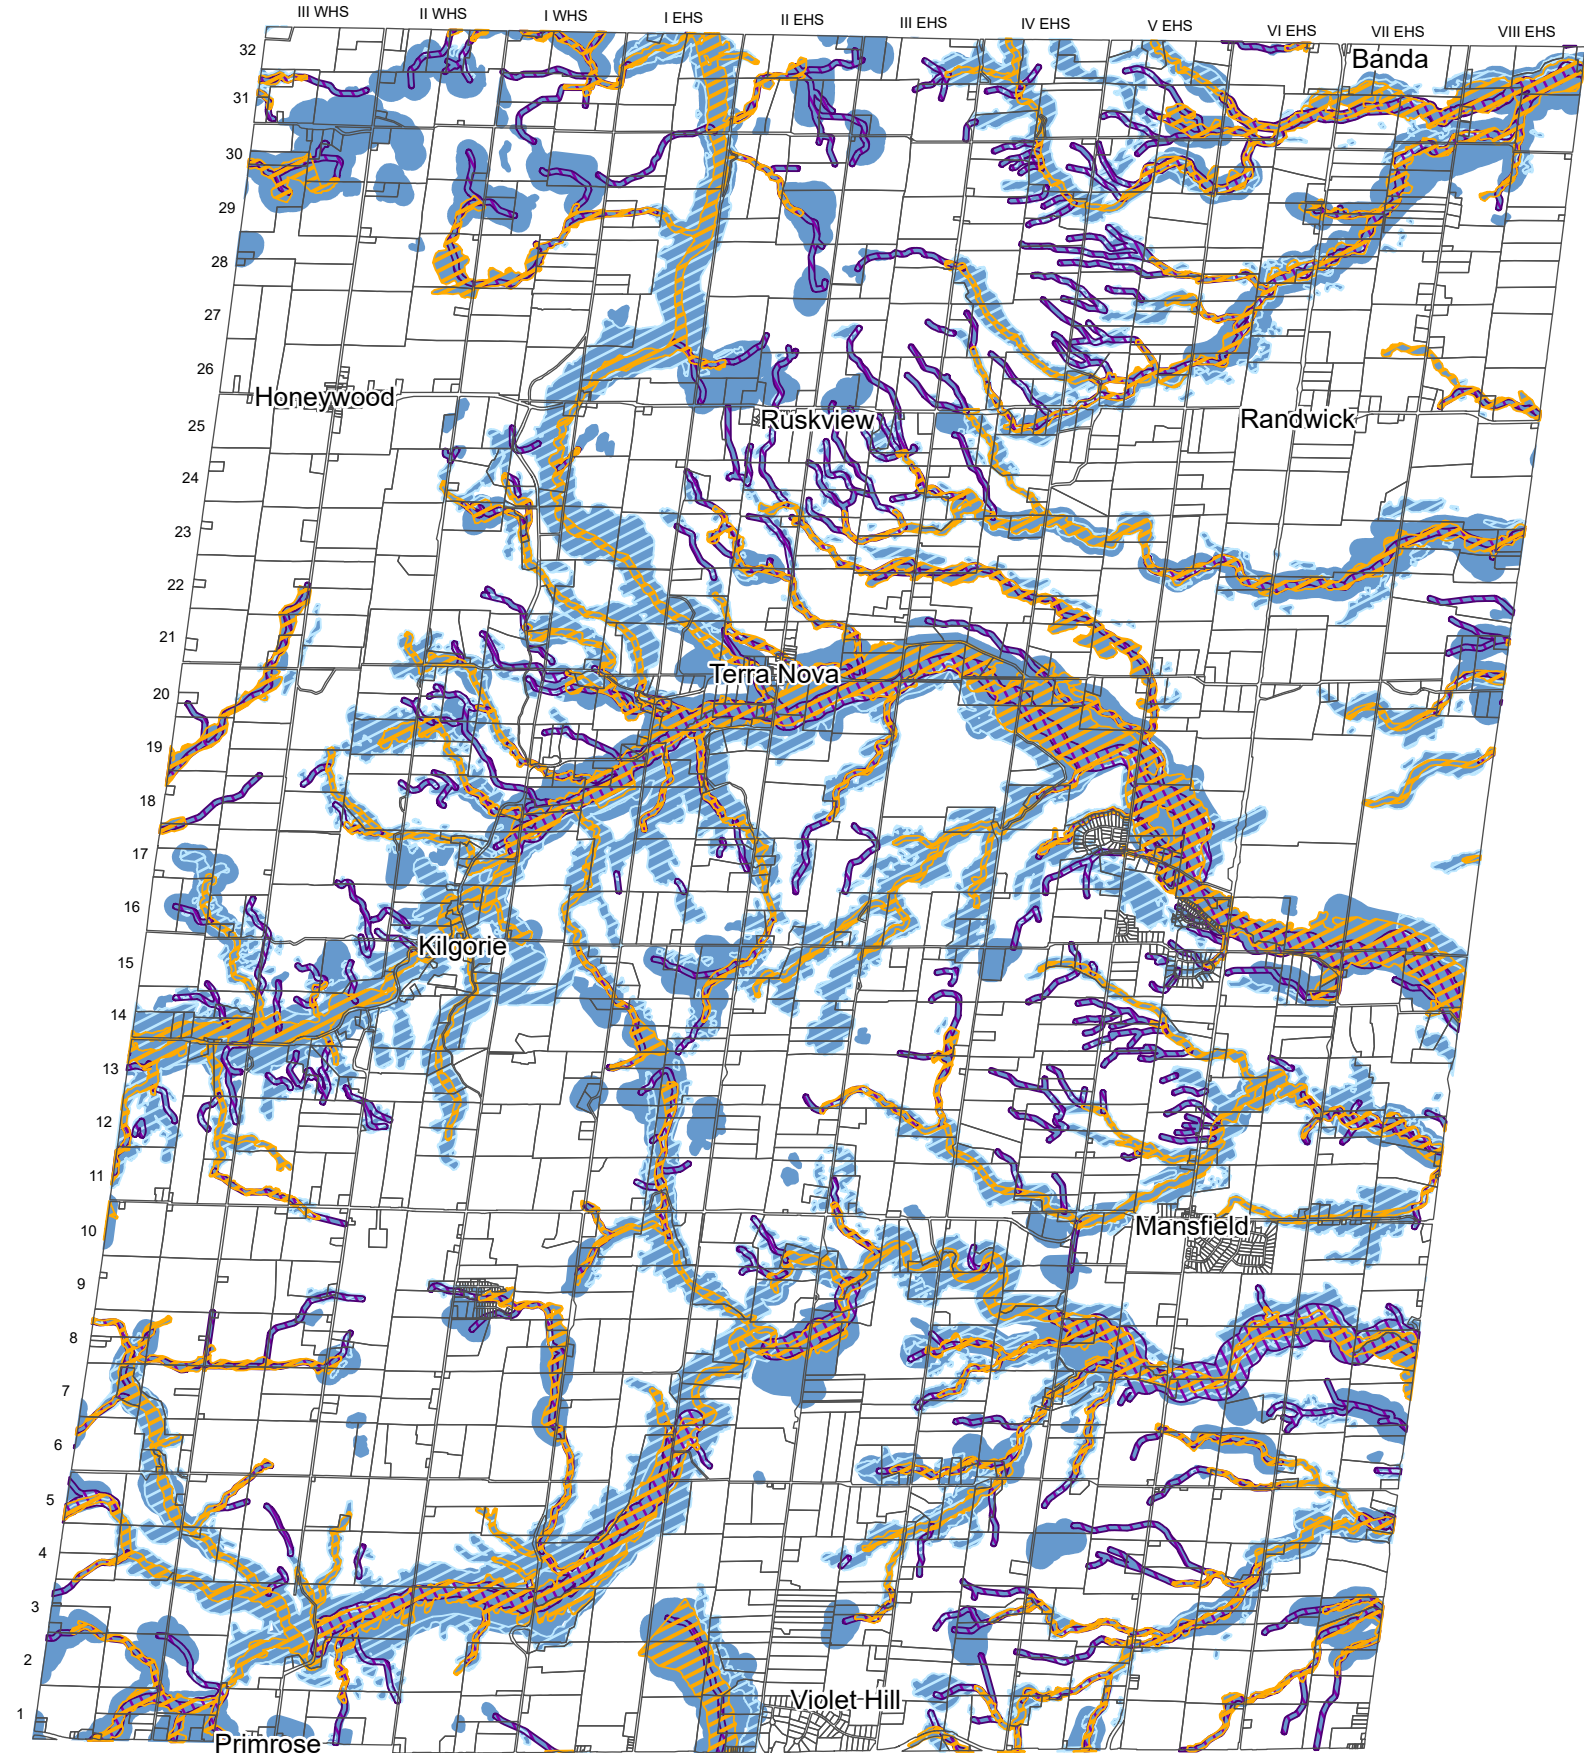 III WHS
II WHS
I WHS
I EHS
II EHS
III EHS
IV EHS
V EHS
VI EHS
VII EHS
VIII EHS
32
Banda
31
30
29
28
27
26
Honeywood
Ruskview
Randwick
25
24
23
22
21
Terra Nova
20
19
18
17
16
Kilgorie
15
14
13
12
11
10
Mansfield
9
8
7
6
5
4
3
2
Violet Hill
1
Primrose